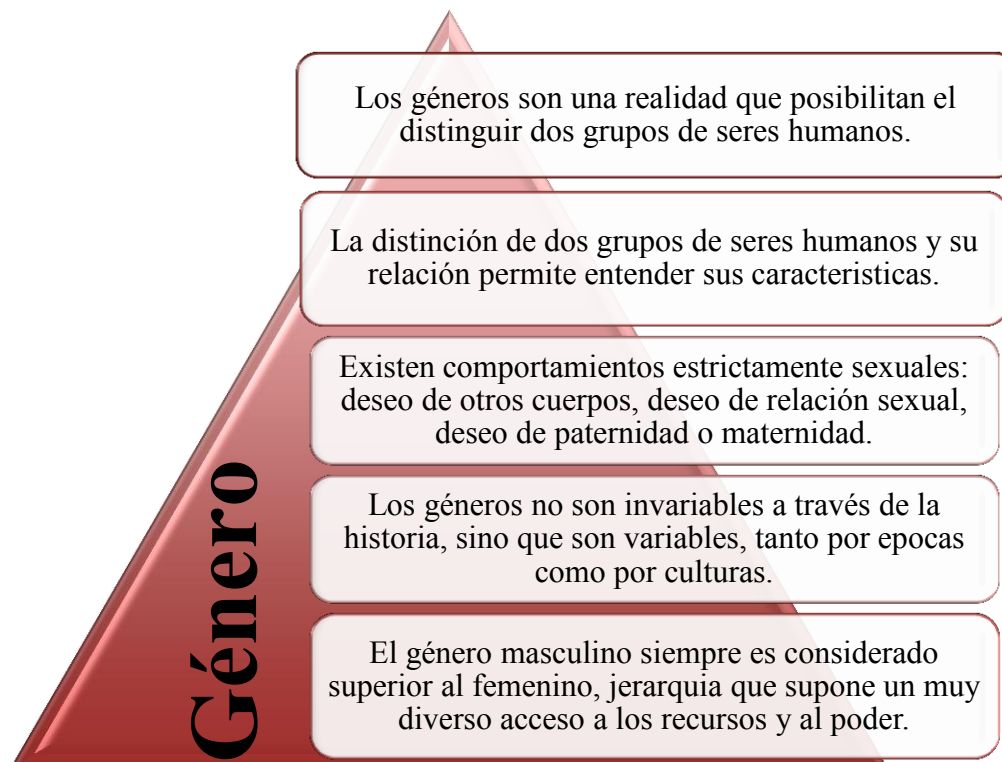 Los géneros son una realidad que posibilitan el
distinguir dos grupos de seres humanos.
La distinción de dos grupos de seres humanos y su
relación permite entender sus caracteristicas.
Existen comportamientos estrictamente sexuales:
deseo de otros cuerpos, deseo de relación sexual,
deseo de paternidad o maternidad.
Los géneros no son invariables a través de la
historia, sino que son variables, tanto por epocas
como por culturas.
El género masculino siempre es considerado
superior al femenino, jerarquia que supone un muy
diverso acceso a los recursos y al poder.
Género